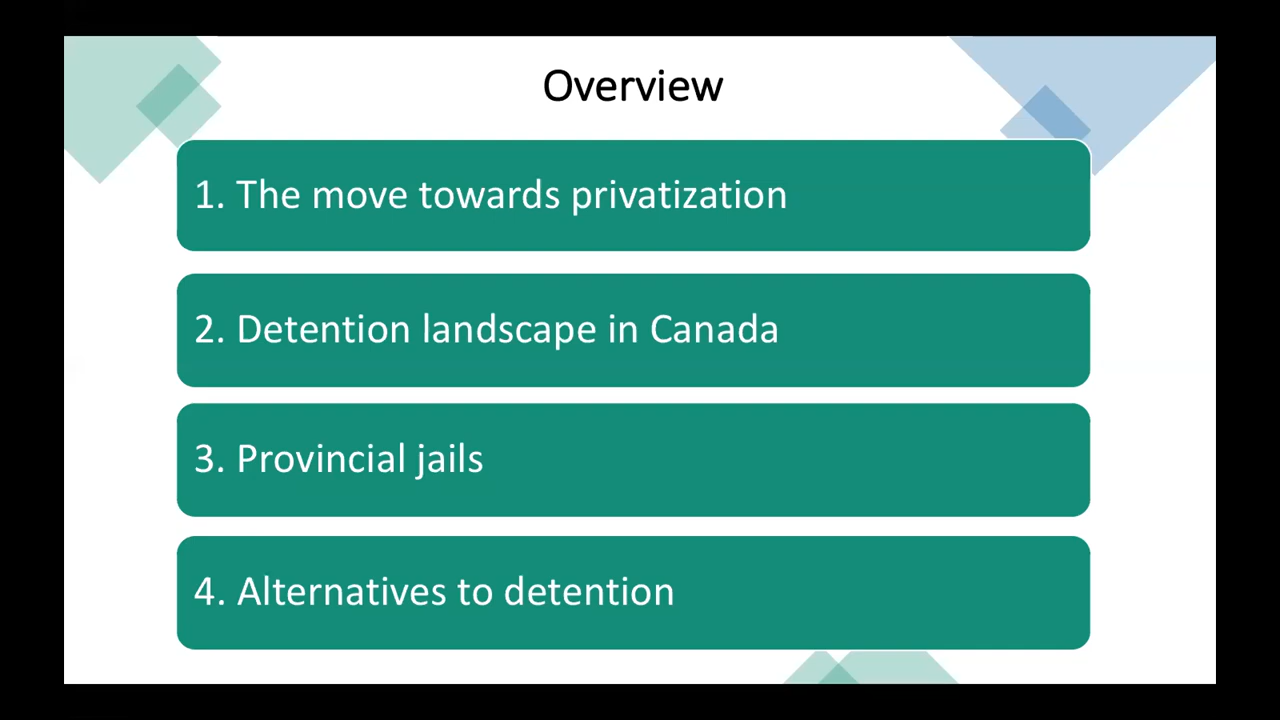 Overview
1. The move towards privatization
2. Detention landscape in Canada
3. Provincial jails
4. Alternatives to detention